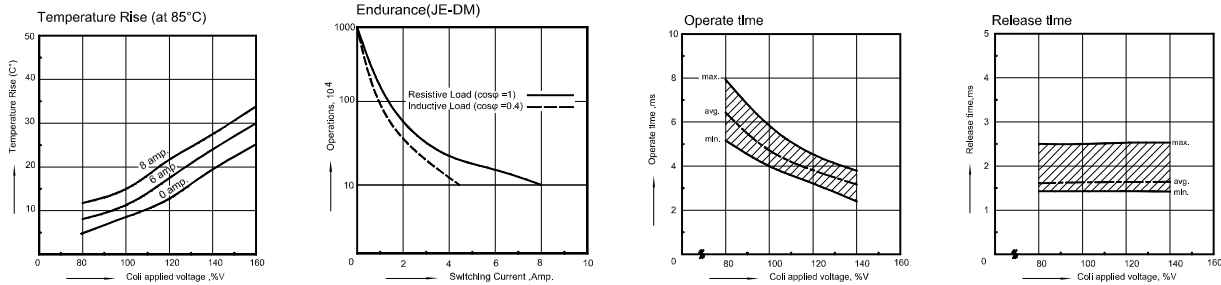 Temperature Rise (at 85°C)
Temperature Rise (C°)
50
40
30
20
10
0
80
100
120
140
160
8 amp.
6 amp.
0 amp.
Coli applied voltage ,%V
Endurance(JE-DM)
Operations, 10⁴
1000
100
10
0
2
4
6
8
10
Resistive Load (cosφ =1)
Inductive Load (cosφ=0.4)
Switching Current ,Amp.
Operate time
Operate time ,ms
10
8
6
4
2
0
80
100
120
140
160
max.
avg.
mln.
Coli applied voltage, %V
Release time
Release time,ms
5
4
3
2
1
0
80
100
120
140
160
max.
avg.
mln.
Coli applied voltage, %V